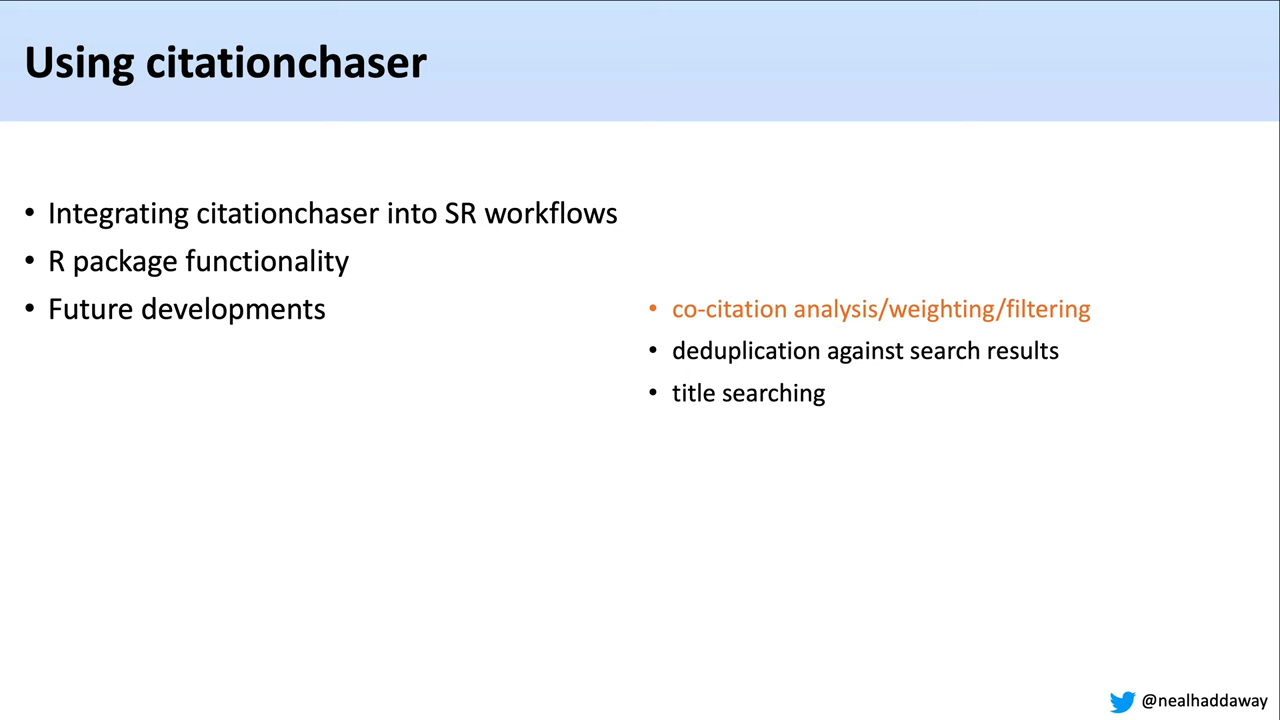 Using citationchaser
• Integrating citationchaser into SR workflows
• R package functionality
• Future developments
• co-citation analysis/weighting/filtering
• deduplication against search results
• title searching
@nealhaddaway